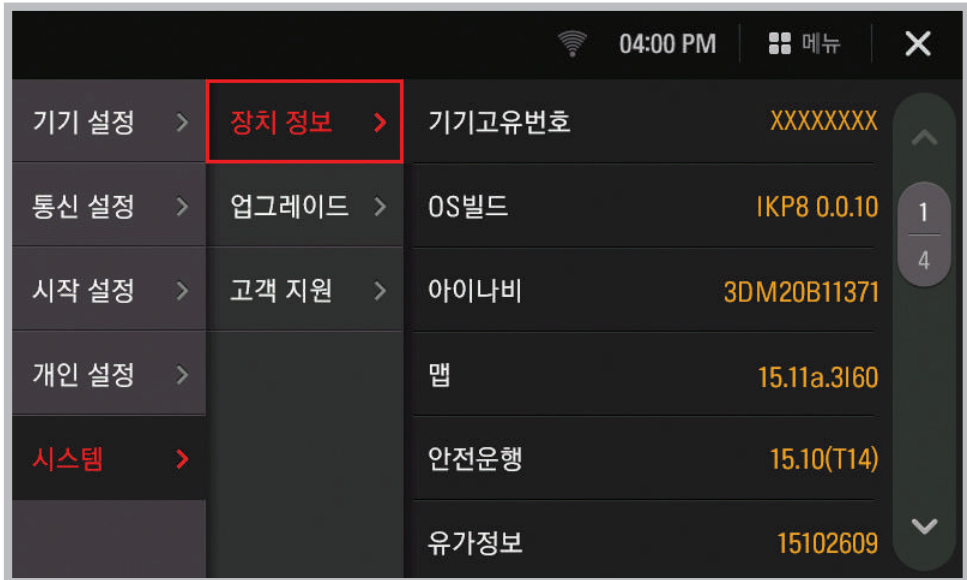 04:00 PM 메뉴
기기 설정
통신 설정
시작 설정
개인 설정
시스템
장치 정보
업그레이드
고객 지원
기기고유번호 XXXXXXXX
OS빌드 IKP8 0.0.10
아이나비 3DM20B11371
맵 15.11a.3I60
안전운행 15.10(T14)
유가정보 15102609
1
4